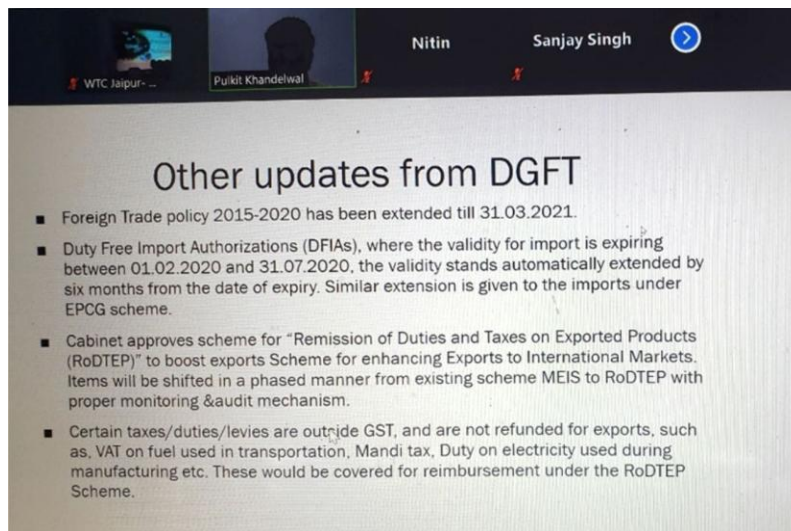 WTC Jaipur- ...
Pulkit Khandelwal
Nitin
Sanjay Singh
Other updates from DGFT
■ Foreign Trade policy 2015-2020 has been extended till 31.03.2021.
■ Duty Free Import Authorizations (DFIAs), where the validity for import is expiring
between 01.02.2020 and 31.07.2020, the validity stands automatically extended by
six months from the date of expiry. Similar extension is given to the imports under
EPCG scheme.
■ Cabinet approves scheme for “Remission of Duties and Taxes on Exported Products
(RoDTEP)” to boost exports Scheme for enhancing Exports to International Markets.
Items will be shifted in a phased manner from existing scheme MEIS to RoDTEP with
proper monitoring &audit mechanism.
■ Certain taxes/duties/levies are outside GST, and are not refunded for exports, such
as, VAT on fuel used in transportation, Mandi tax, Duty on electricity used during
manufacturing etc. These would be covered for reimbursement under the RoDTEP
Scheme.